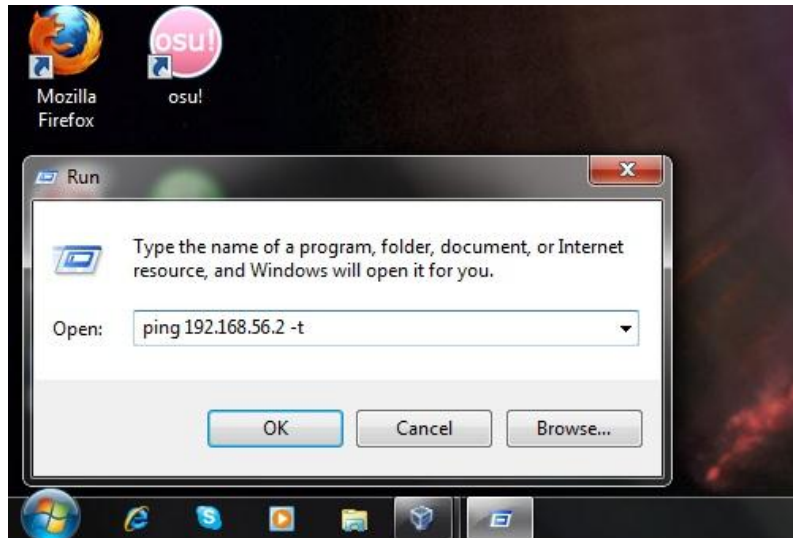 osu!
Mozilla
Firefox
osu!
Run
Type the name of a program, folder, document, or Internet
resource, and Windows will open it for you.
Open:
ping 192.168.56.2 -t
OK
Cancel
Browse...